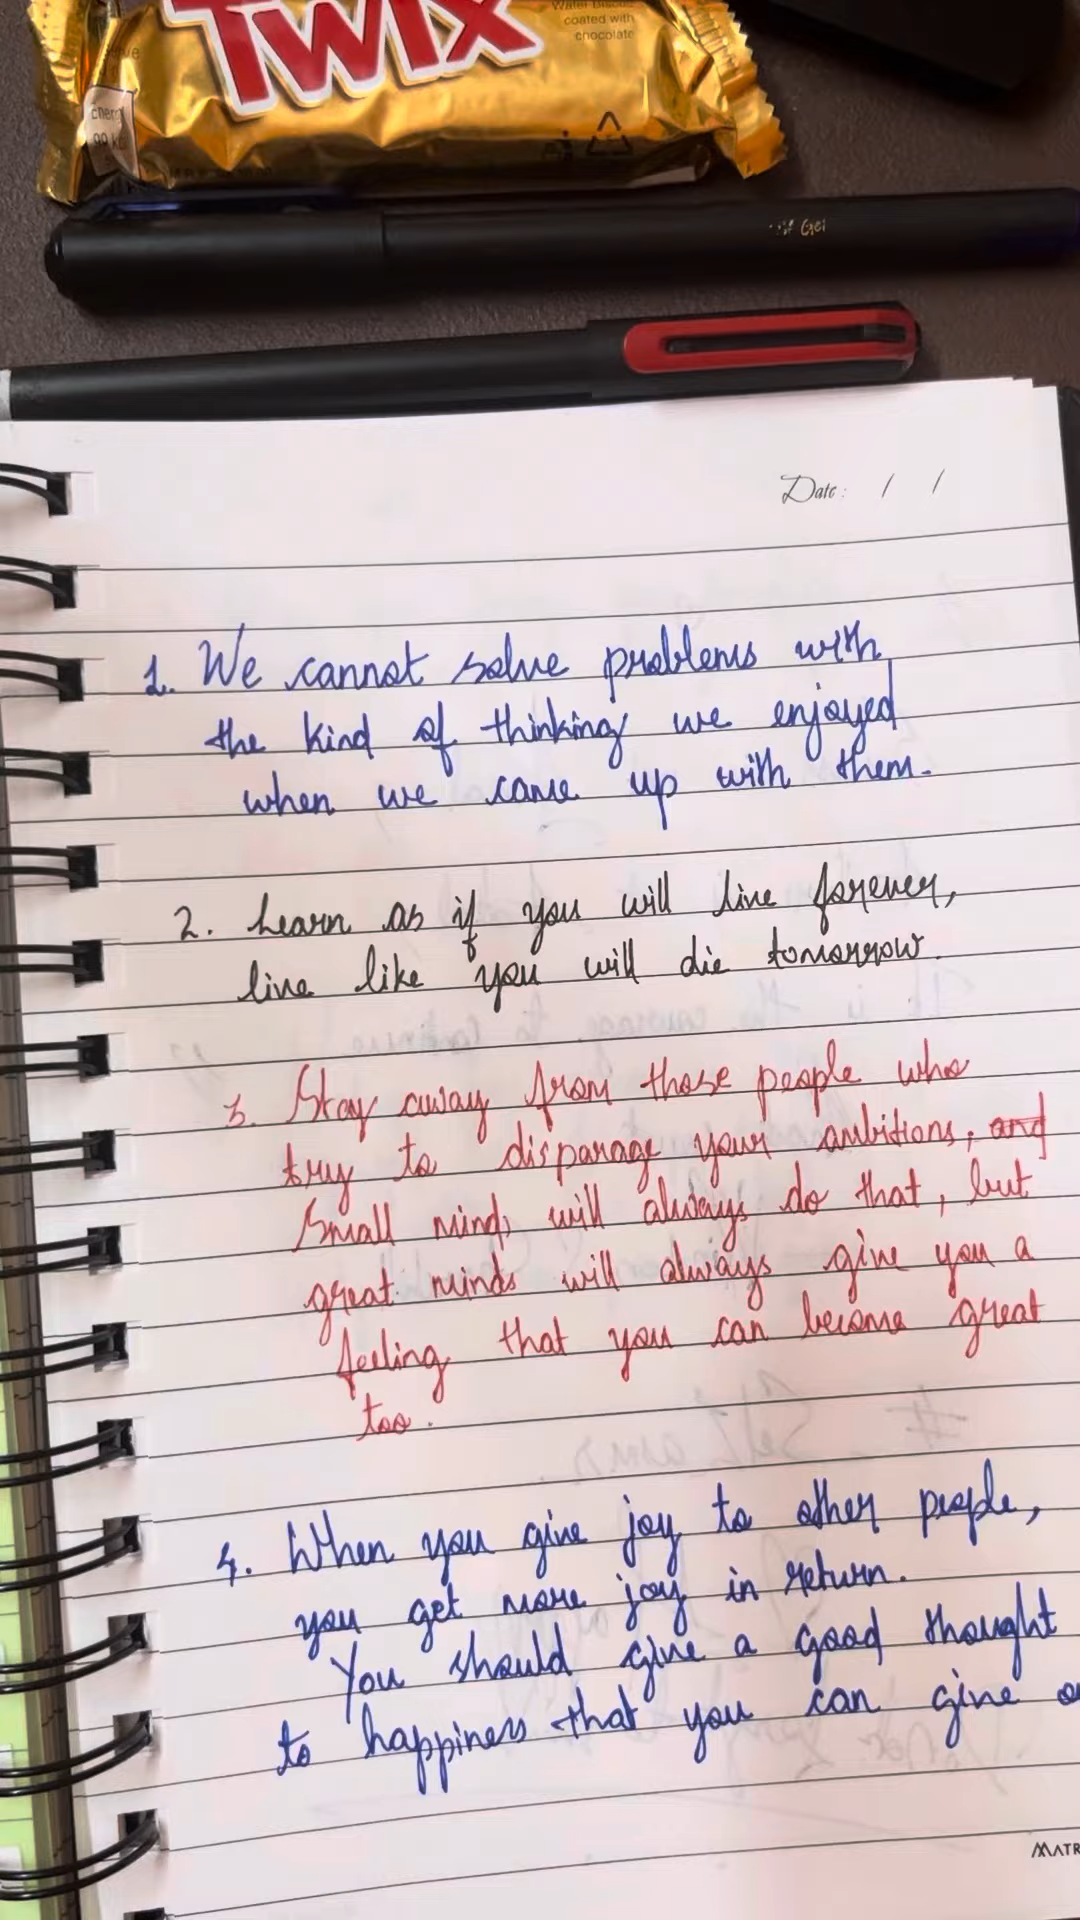 TWIX
coated with
chocolate
Gel
Date: / /
1. We cannot solve problems with
the kind of thinking we enjoyed
when we came up with them.
2. Learn as if you will live forever,
live like you will die tomorrow.
3. Stay away from those people who
try to disparage your ambitions, and
Small minds will always do that, but
great minds will always give you a
feeling that you can become great
too.
4. When you give joy to other people,
you get more joy in return.
You should give a good thought
to happiness that you can give
MATR